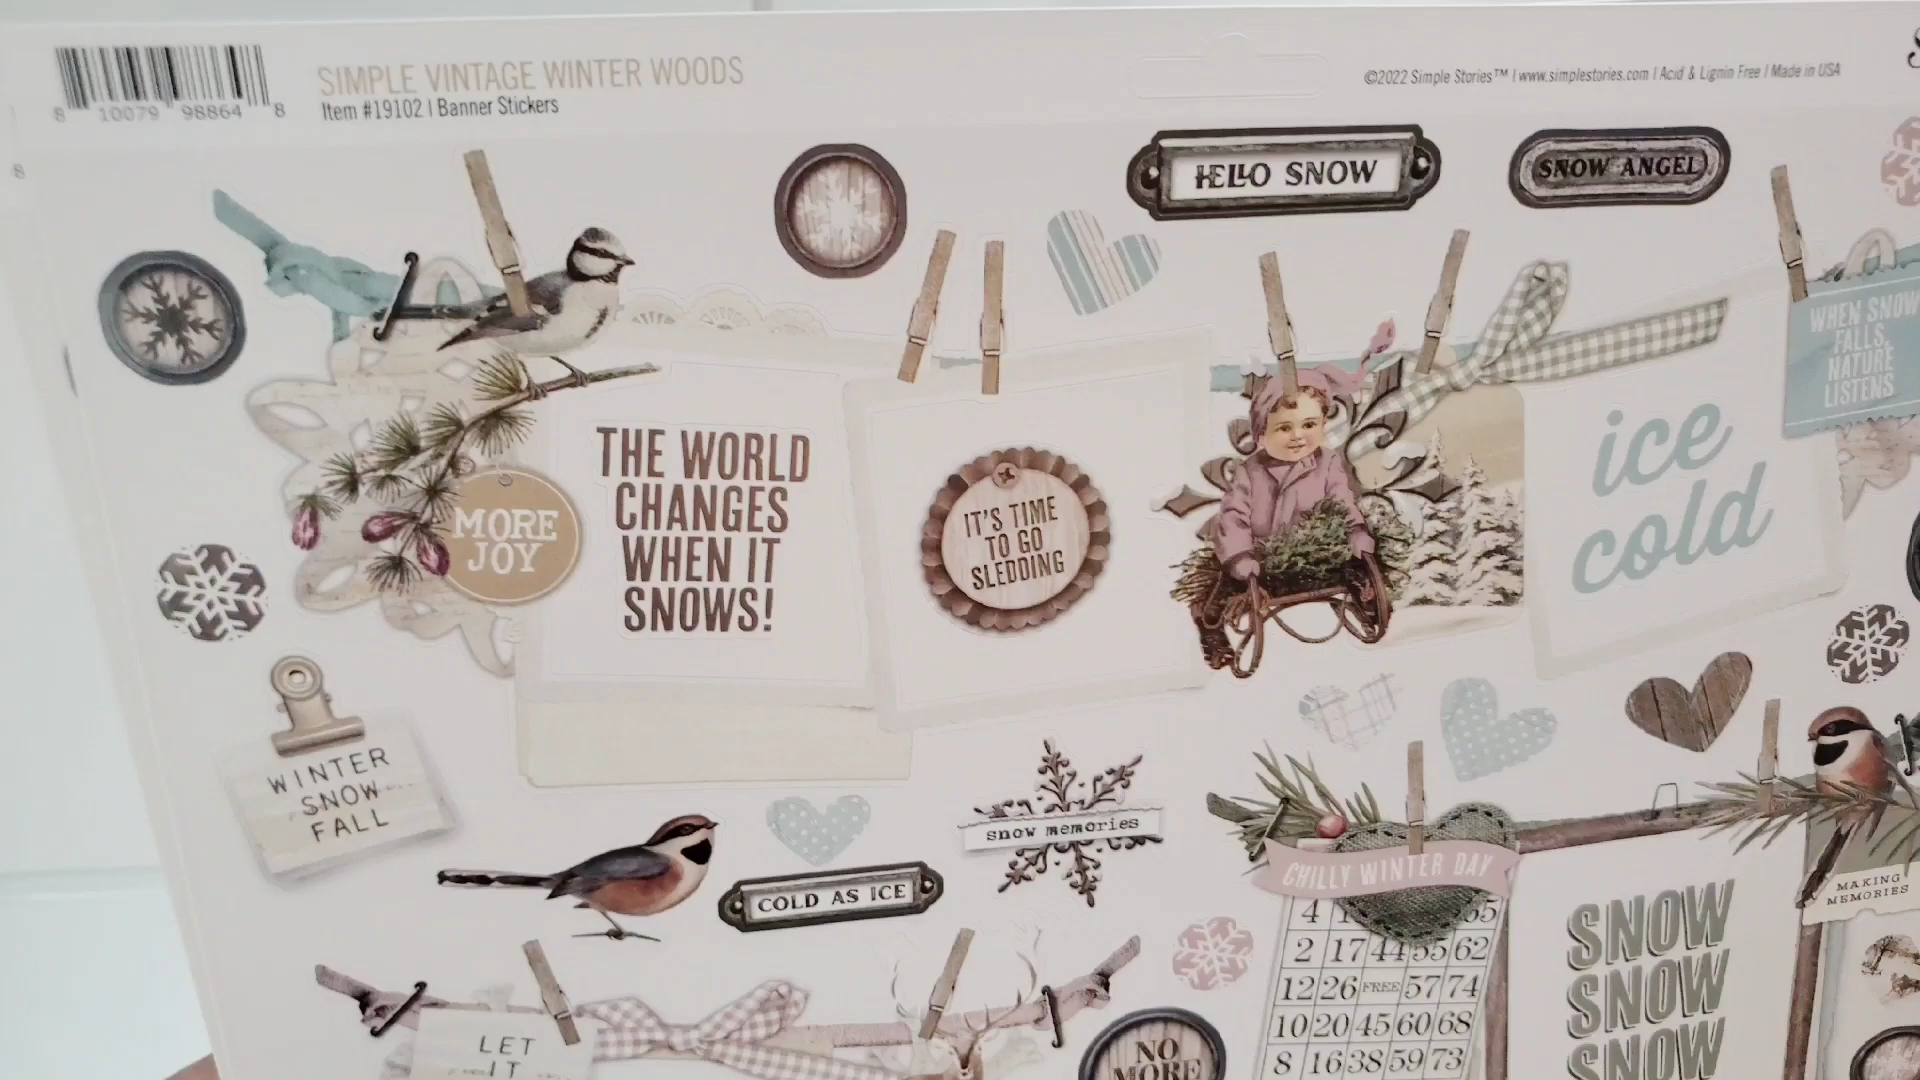 SIMPLE VINTAGE WINTER WOODS
Item #19102 | Banner Stickers
8 10079 98864 8
©2022 Simple Stories™ | www.simplestories.com | Acid & Lignin Free | Made in USA
8
HELLO SNOW
SNOW ANGEL
WHEN SNOW
FALLS,
NATURE
LISTENS
MORE
JOY
THE WORLD
CHANGES
WHEN IT
SNOWS!
IT'S TIME
TO GO
SLEDDING
ice
cold
WINTER
SNOW
FALL
COLD AS ICE
snow memories
CHILLY WINTER DAY
4
2 17 44 55 62
12 26 FREE 57 74
10 20 45 60 68
8 16 38 59 73
SNOW
SNOW
SNOW
MAKING
MEMORIES
LET
IT
NO
MORE